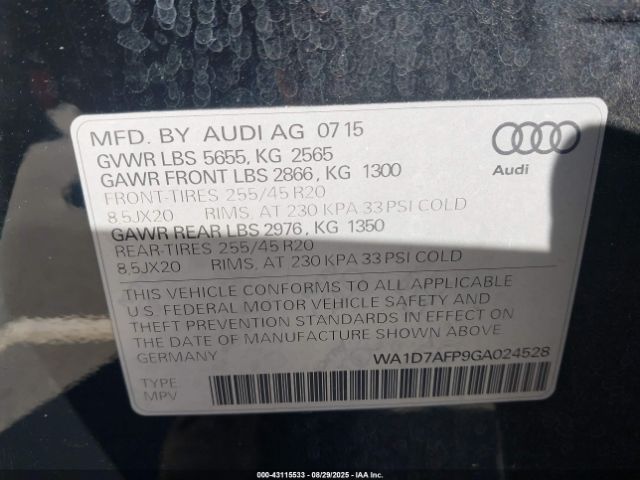 MFD. BY AUDI AG 07 15
GVWR LBS 5655, KG 2565
GAWR FRONT LBS 2866, KG 1300
FRONT-TIRES 255/45 R20
8,5JX20 RIMS, AT 230 KPA 33 PSI COLD
GAWR REAR LBS 2976, KG 1350
REAR-TIRES 255/45 R20
8,5JX20 RIMS, AT 230 KPA 33 PSI COLD
Audi
THIS VEHICLE CONFORMS TO ALL APPLICABLE
U.S. FEDERAL MOTOR VEHICLE SAFETY AND
THEFT PREVENTION STANDARDS IN EFFECT ON
THE DATE OF MANUFACTURE SHOWN ABOVE.
GERMANY
WA1D7AFP9GA024528
TYPE
MPV
00-43115533 - 08/29/2025 - IAAI, Inc.